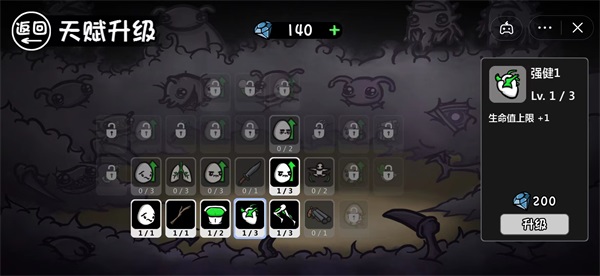 返回
天赋升级
140 +
强健1
Lv. 1 / 3
生命值上限 +1
0 / 2
0 / 3
0 / 3
0 / 3
0 / 1
1 / 3
0 / 2
1 / 1
1 / 1
1 / 2
1 / 3
1 / 3
0 / 1
200
升级